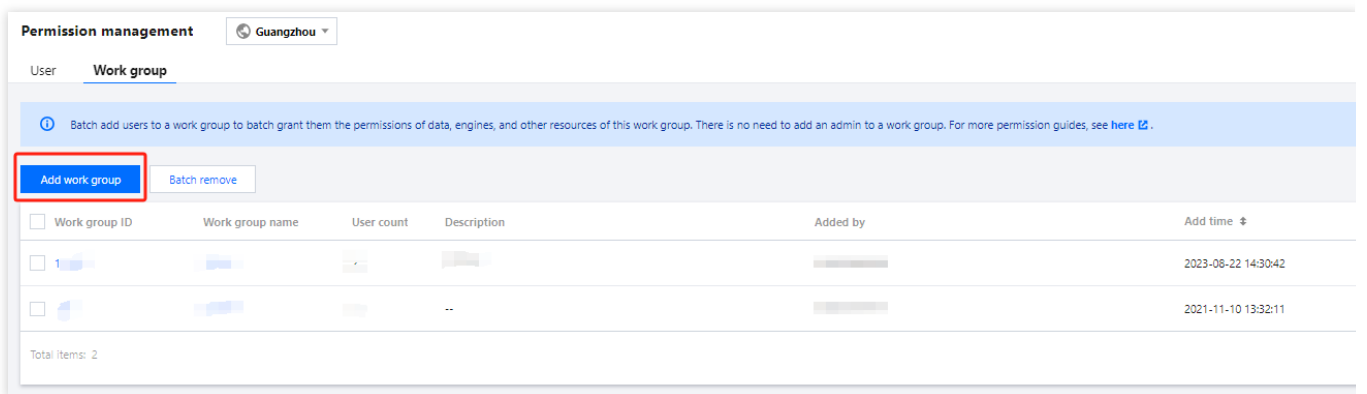 Permission management Guangzhou
User Work group
Batch add users to a work group to batch grant them the permissions of data, engines, and other resources of this work group. There is no need to add an admin to a work group. For more permission guides, see here.
Add work group Batch remove
Work group ID Work group name User count Description Added by Add time
1 2023-08-22 14:30:42
-- 2021-11-10 13:32:11
Total items: 2